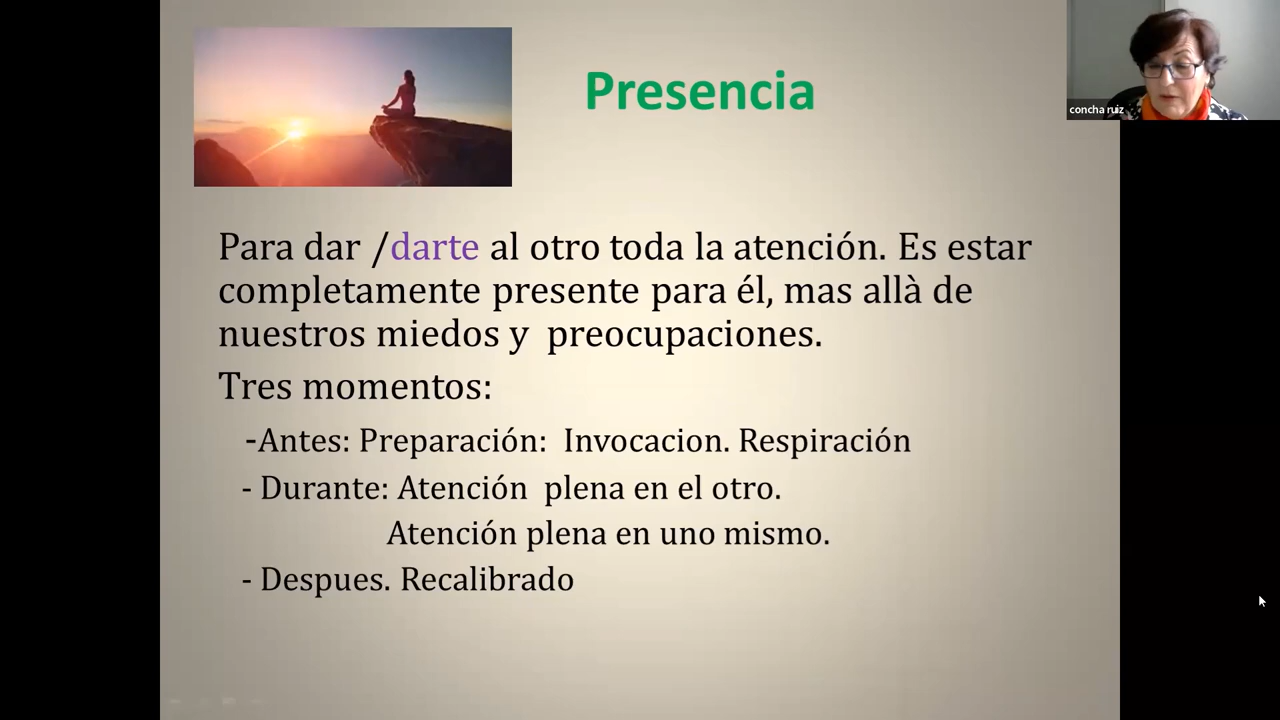 Presencia
concha ruiz
Para dar /darte al otro toda la atención. Es estar
completamente presente para él, mas allà de
nuestros miedos y preocupaciones.
Tres momentos:
-Antes: Preparación: Invocacion. Respiración
- Durante: Atención plena en el otro.
Atención plena en uno mismo.
- Despues. Recalibrado